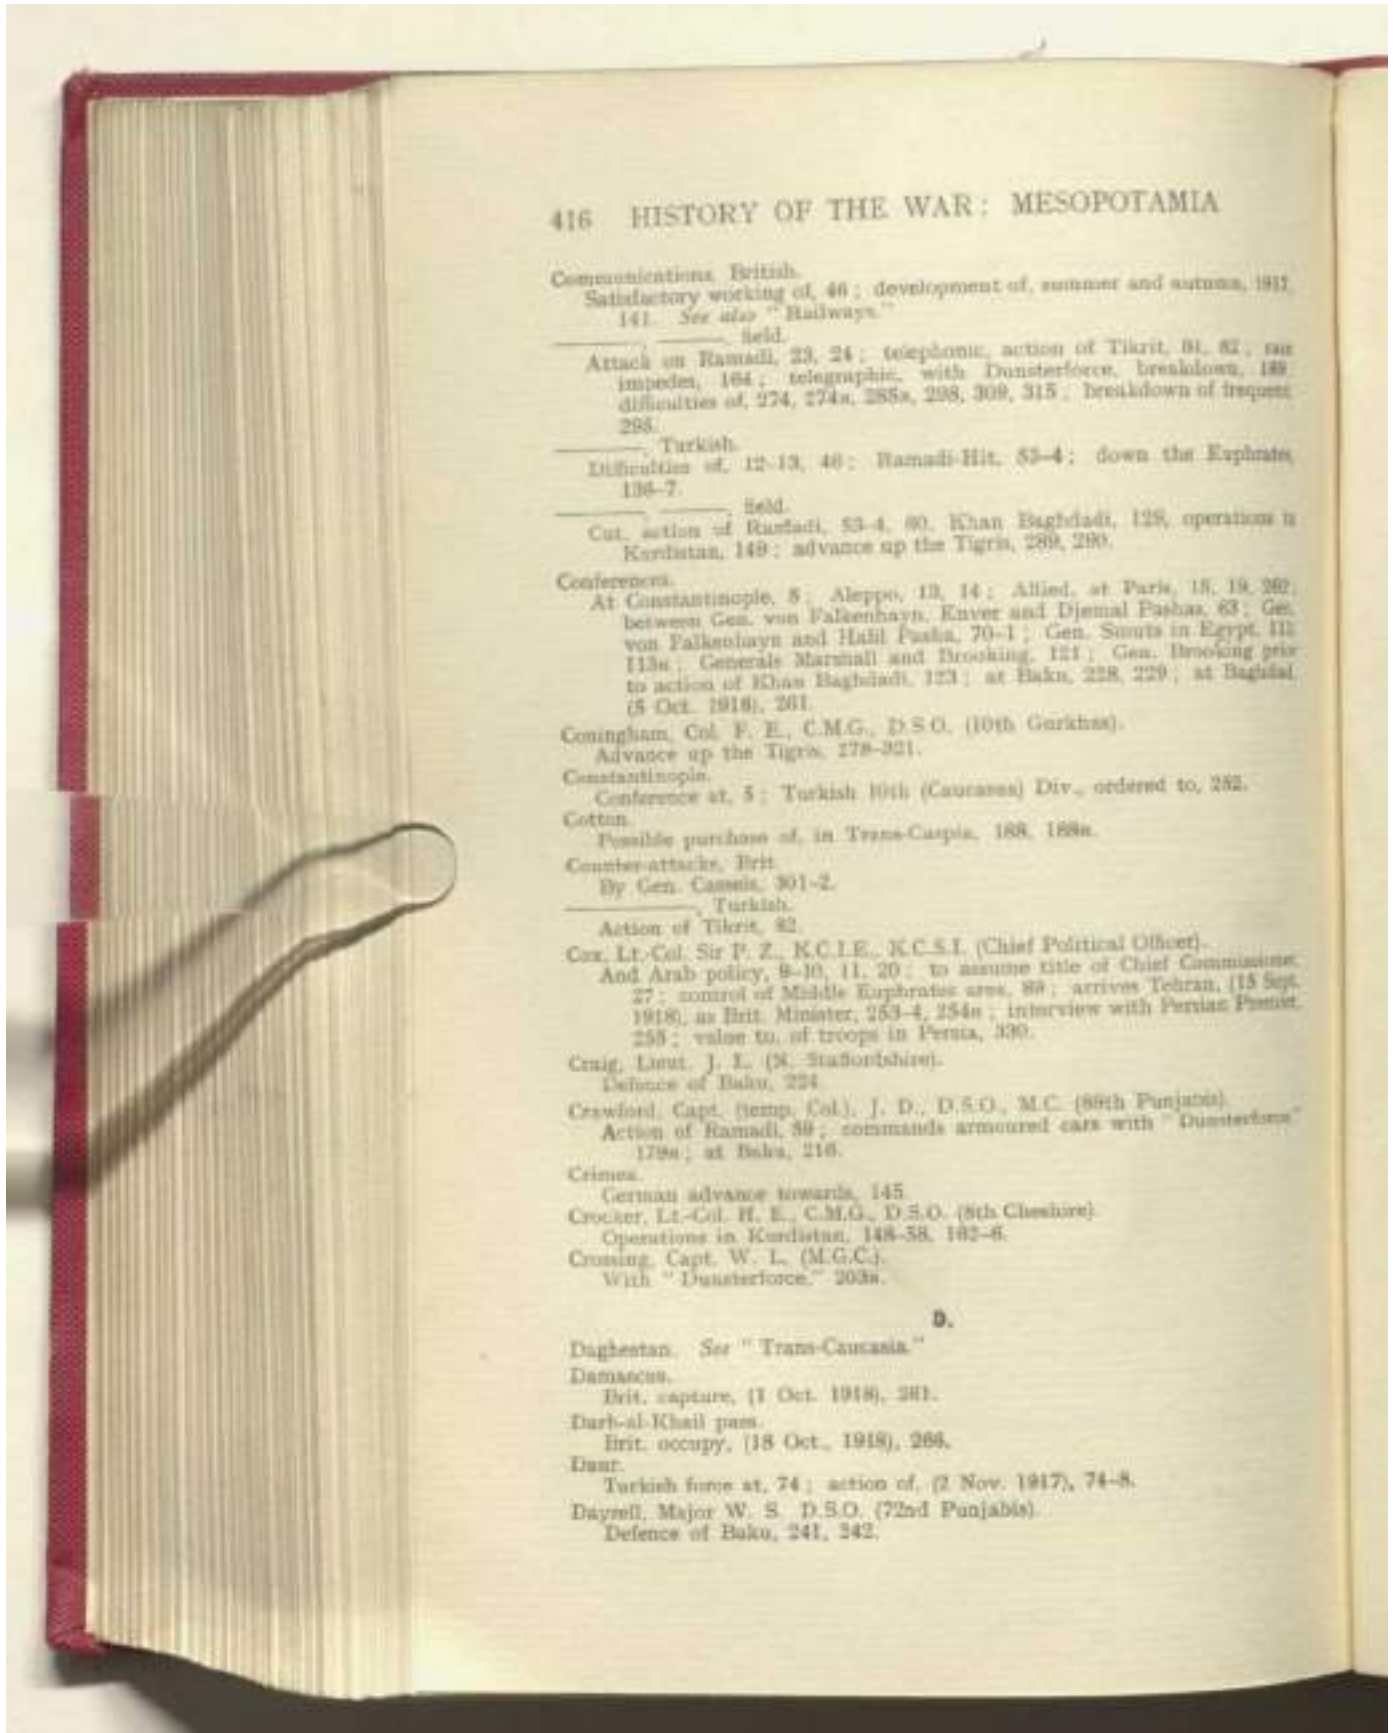 416 HISTORY OF THE WAR: MESOPOTAMIA
Communications, British.
Satisfactory working of, 46; development of, summer and autumn, 1917,
141. See also "Railways."
———, ———, field.
Attack on Ramadi, 23, 24; telephonic, action of Tikrit, 81, 82; rain
impedes, 164; telegraphic, with Dunsterforce, breakdown, 189
difficulties of, 274, 274n, 285n, 298, 309, 315; breakdown of frequent
295.
———, Turkish.
Difficulties of, 12-13, 46; Ramadi-Hit, 53-4; down the Euphrates,
136-7.
———, ———, field.
Cut, action of Ramadi, 53-4, 60, Khan Baghdadi, 129, operations in
Kurdistan, 149; advance up the Tigris, 289, 290.
Conferences.
At Constantinople, 5; Aleppo, 13, 14; Allied, at Paris, 18, 19, 262;
between Gen. von Falkenhayn, Enver and Djemal Pashas, 63; Gen.
von Falkenhayn and Halil Pasha, 70-1; Gen. Smuts in Egypt, 112
113n; Generals Marshall and Brooking, 121; Gen. Brooking prior
to action of Khan Baghdadi, 123; at Baku, 228, 229; at Baghdad,
(5 Oct. 1918), 261.
Coningham, Col. F. E., C.M.G., D.S.O. (10th Gurkhas).
Advance up the Tigris, 278-321.
Constantinople.
Conference at, 5; Turkish 10th (Caucasus) Div., ordered to, 252.
Cotton.
Possible purchase of, in Trans-Caspia, 188, 188n.
Counter-attacks, Brit.
By Gen. Cassels, 301-2.
———, Turkish.
Action of Tikrit, 82.
Cox, Lt.-Col. Sir P. Z., K.C.I.E., K.C.S.I. (Chief Political Officer).
And Arab policy, 9-10, 11, 20; to assume title of Chief Commissioner,
27; control of Middle Euphrates area, 89; arrives Tehran, (15 Sept.
1918), as Brit. Minister, 253-4, 254n; interview with Persian Premier,
255; value to, of troops in Persia, 330.
Craig, Lieut. J. L. (N. Staffordshire).
Defence of Baku, 224.
Crawford, Capt. (temp. Col.), J. D., D.S.O., M.C. (89th Punjabis).
Action of Ramadi, 59; commands armoured cars with "Dunsterforce,"
179n; at Baku, 216.
Crimea.
German advance towards, 145.
Crocker, Lt.-Col. H. E., C.M.G., D.S.O. (8th Cheshire).
Operations in Kurdistan, 148-58, 162-6.
Crossing, Capt. W. L. (M.G.C.).
With "Dunsterforce," 203n.
D.
Daghestan. See "Trans-Caucasia."
Damascus.
Brit. capture, (1 Oct. 1918), 261.
Darb-al-Khail pass.
Brit. occupy, (18 Oct., 1918), 266.
Daur.
Turkish force at, 74; action of, (2 Nov. 1917), 74-8.
Dayrell, Major W. S. D.S.O. (72nd Punjabis).
Defence of Baku, 241, 242.